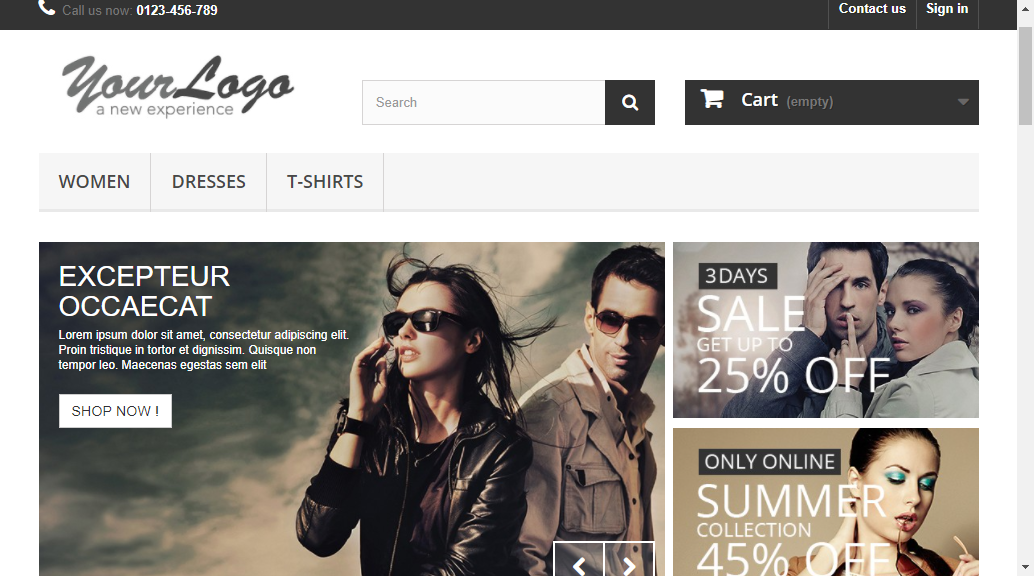 Call us now: 0123-456-789
Contact us
Sign in
YourLogo
a new experience
Search
Cart (empty)
WOMEN
DRESSES
T-SHIRTS
EXCEPTEUR
OCCAECAT
Lorem ipsum dolor sit amet, consectetur adipiscing elit.
Proin tristique in tortor et dignissim. Quisque non
tempor leo. Maecenas egestas sem elit
SHOP NOW !
3 DAYS
SALE
GET UP TO
25% OFF
ONLY ONLINE
SUMMER
COLLECTION
45% OFF